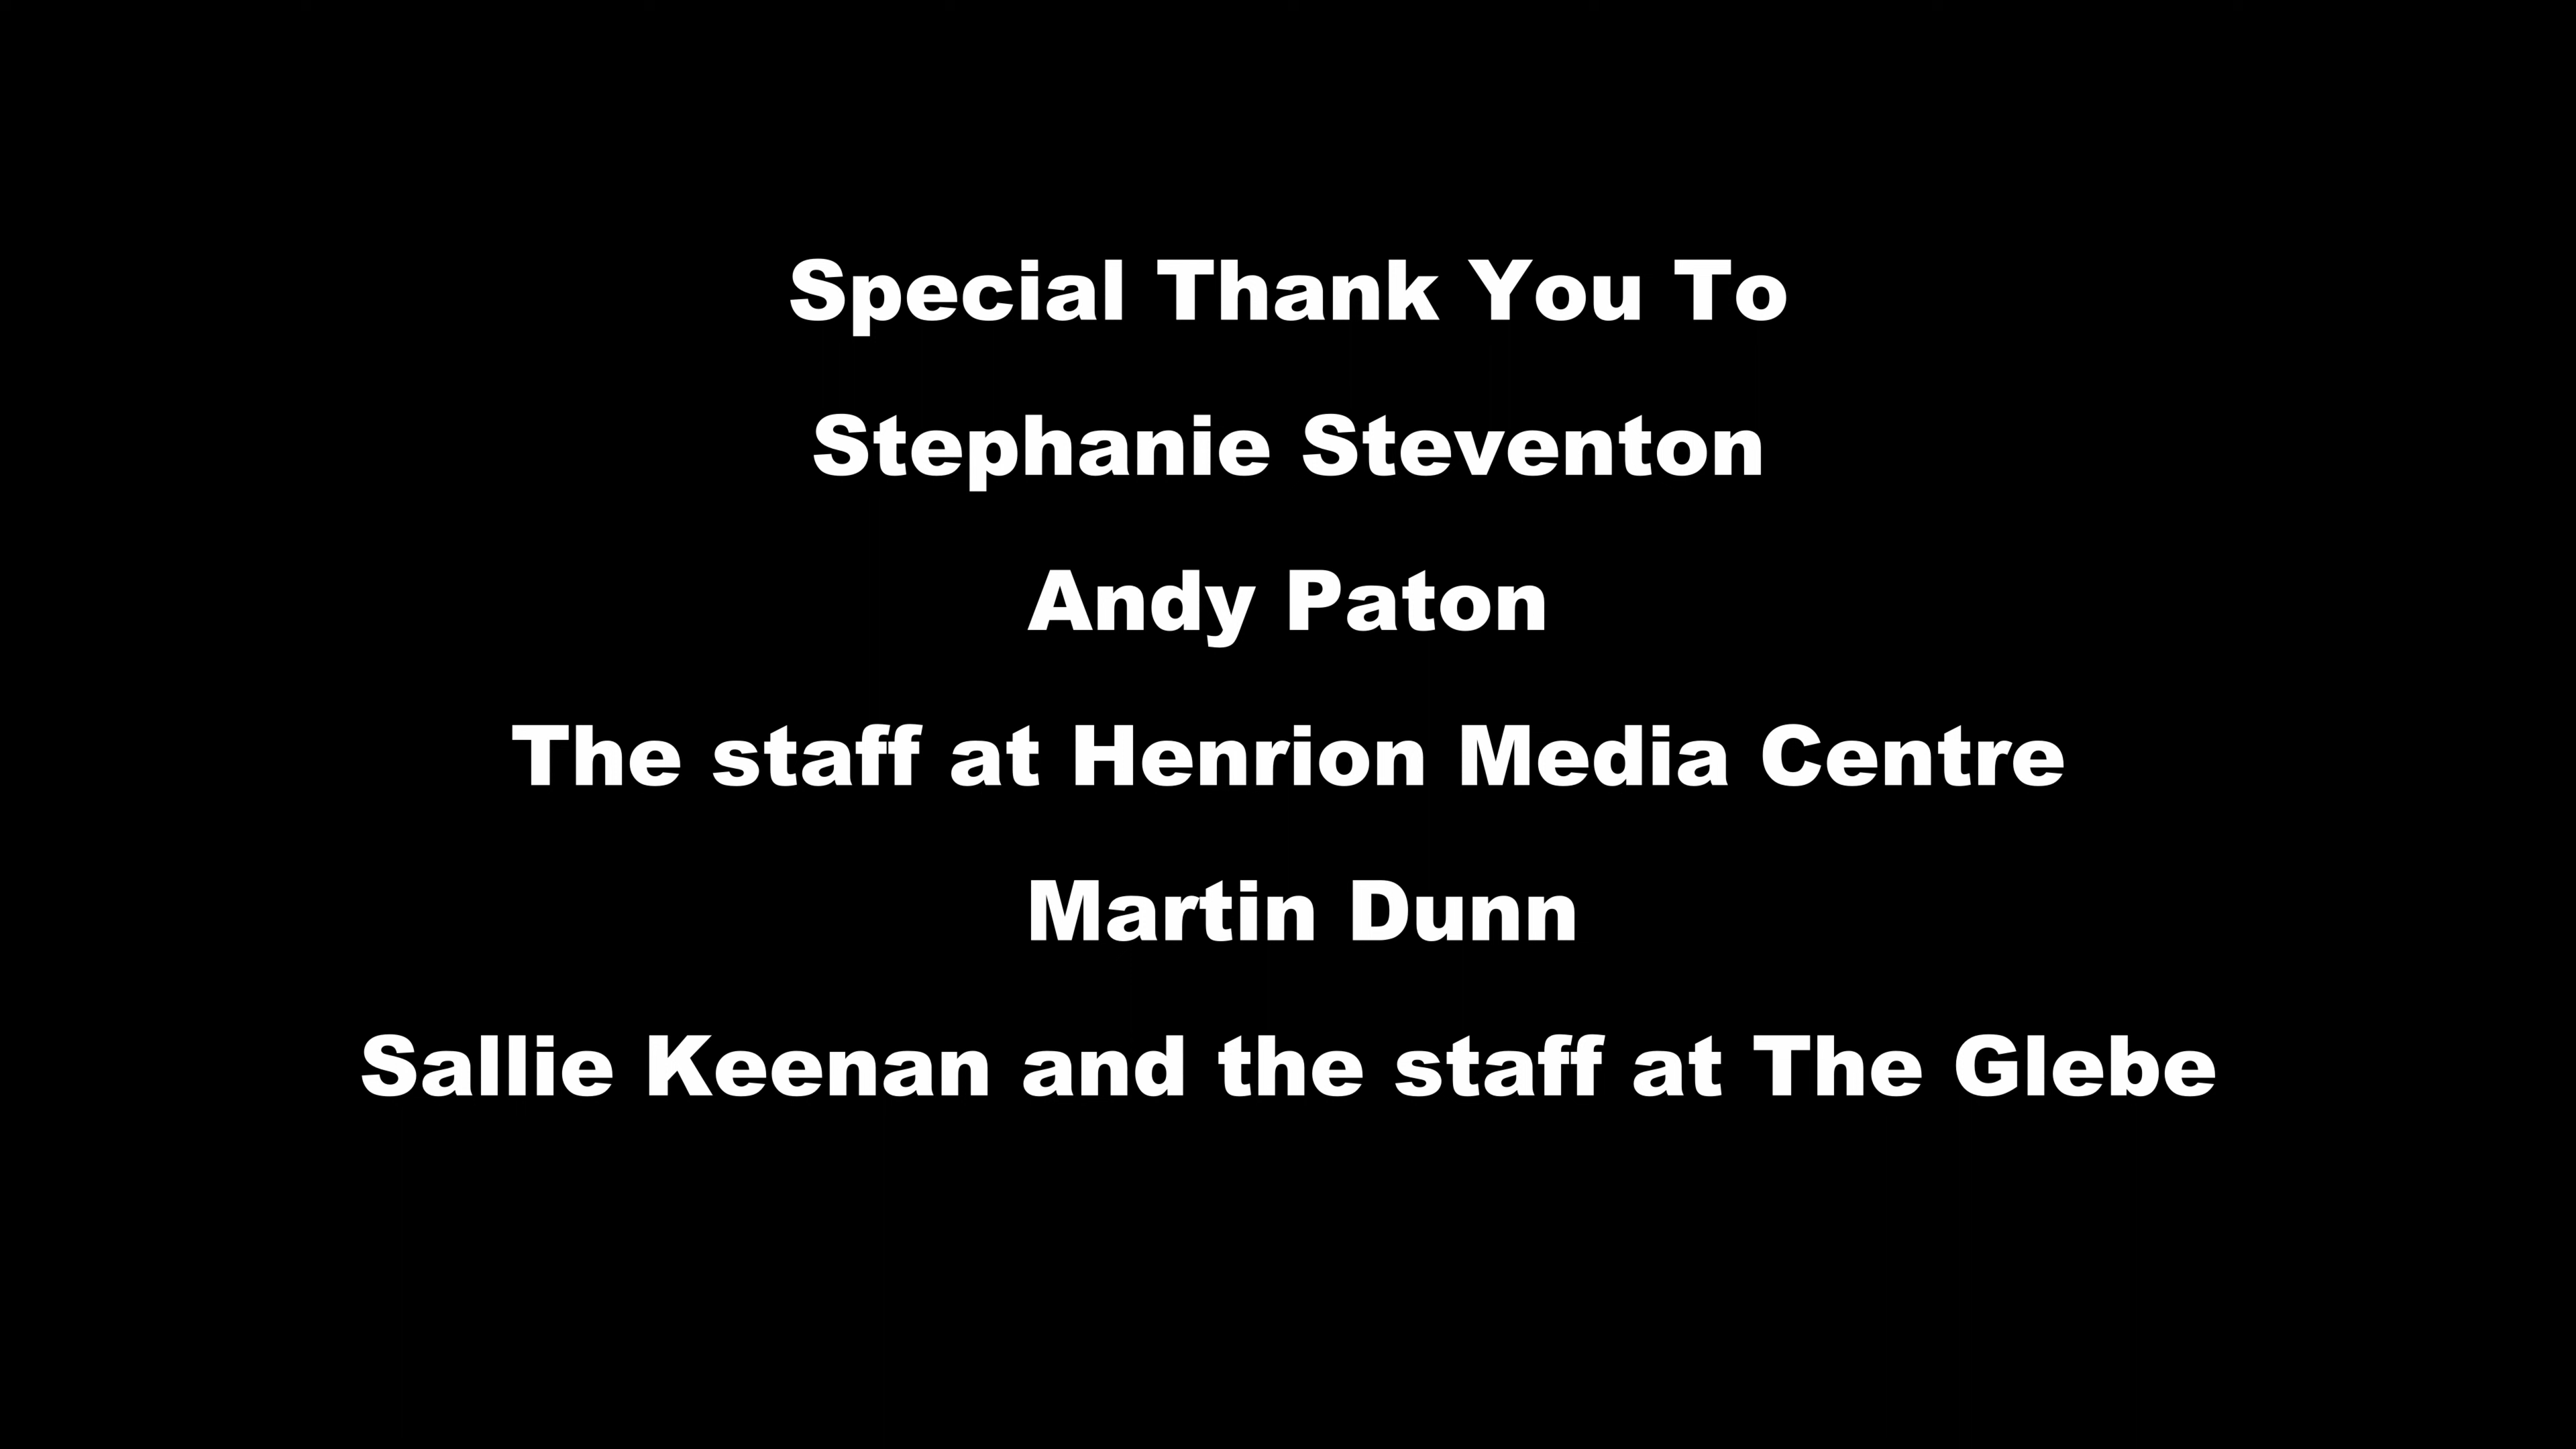 Special Thank You To
Stephanie Steventon
Andy Paton
The staff at Henrion Media Centre
Martin Dunn
Sallie Keenan and the staff at The Glebe